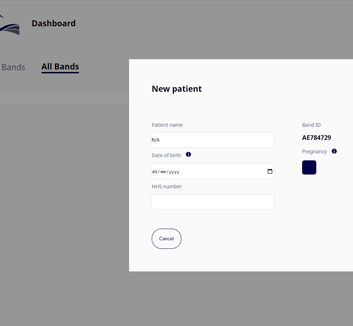 Dashboard
Bands
All Bands
New patient
Patient name
N/A
Date of birth
dd/mm/yyyy
NHS number
Cancel
Band ID
AE784729
Pregnancy